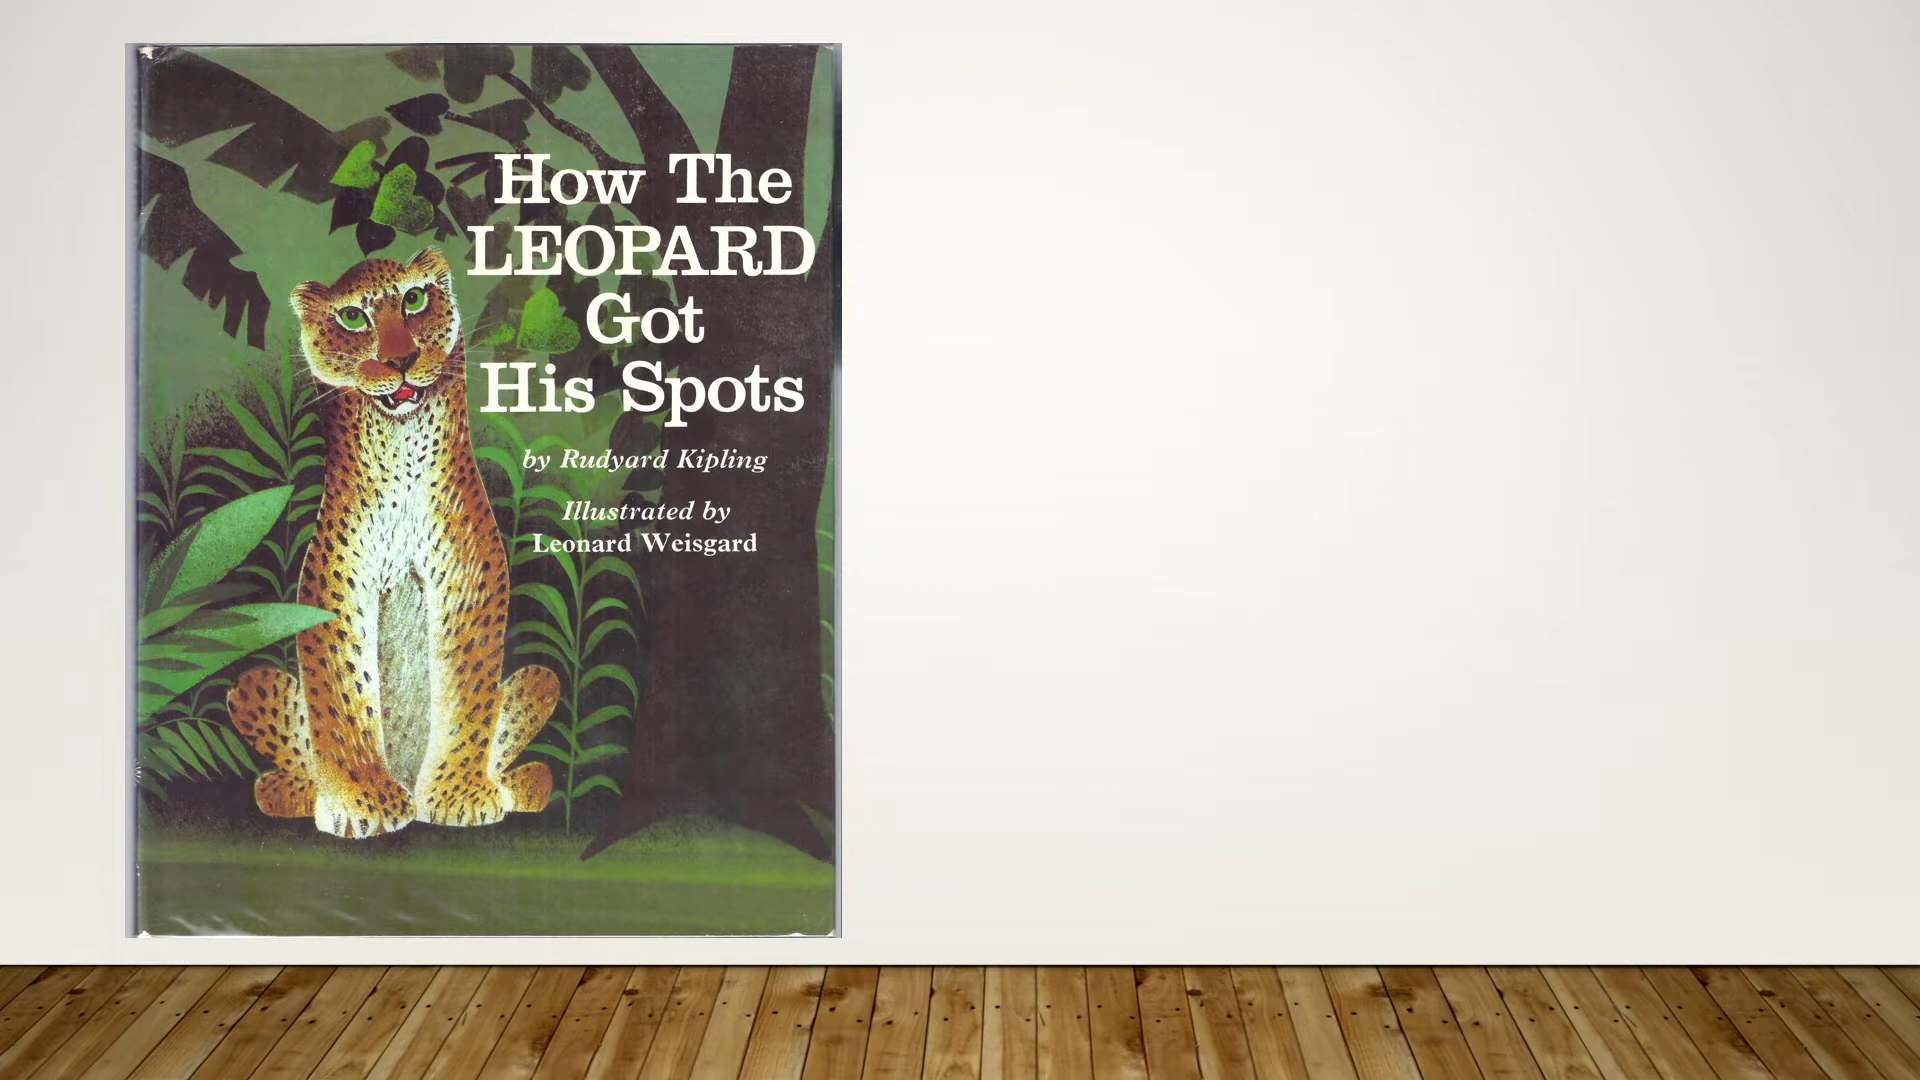 How The
LEOPARD
Got
His Spots
by Rudyard Kipling
Illustrated by
Leonard Weisgard